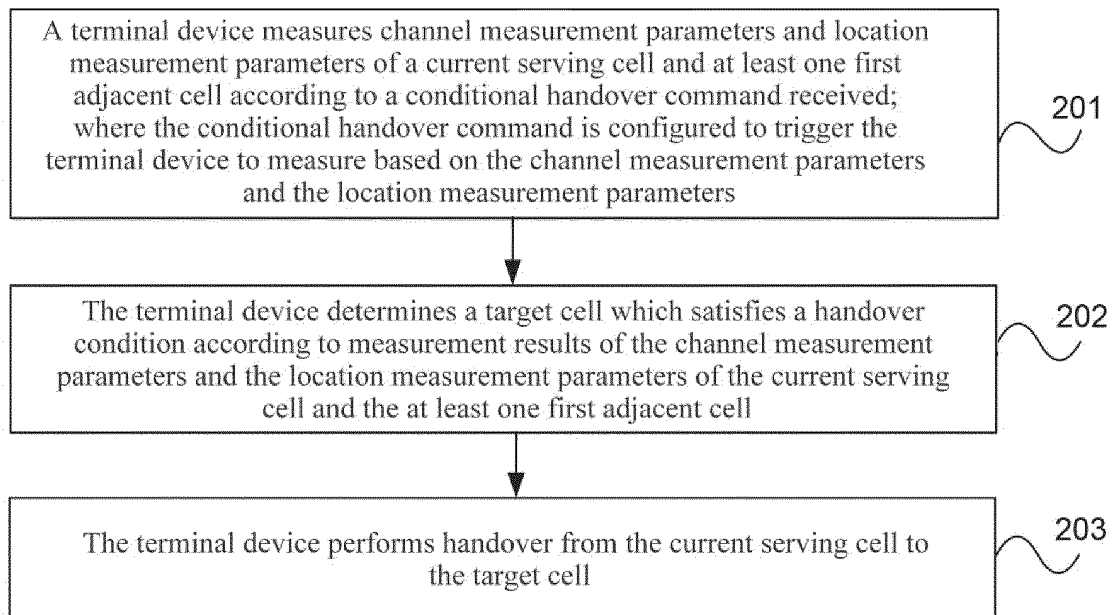 A terminal device measures channel measurement parameters and location
measurement parameters of a current serving cell and at least one first
adjacent cell according to a conditional handover command received;
where the conditional handover command is configured to trigger the
terminal device to measure based on the channel measurement parameters
and the location measurement parameters
201
The terminal device determines a target cell which satisfies a handover
condition according to measurement results of the channel measurement
parameters and the location measurement parameters of the current serving
cell and the at least one first adjacent cell
202
The terminal device performs handover from the current serving cell to
the target cell
203